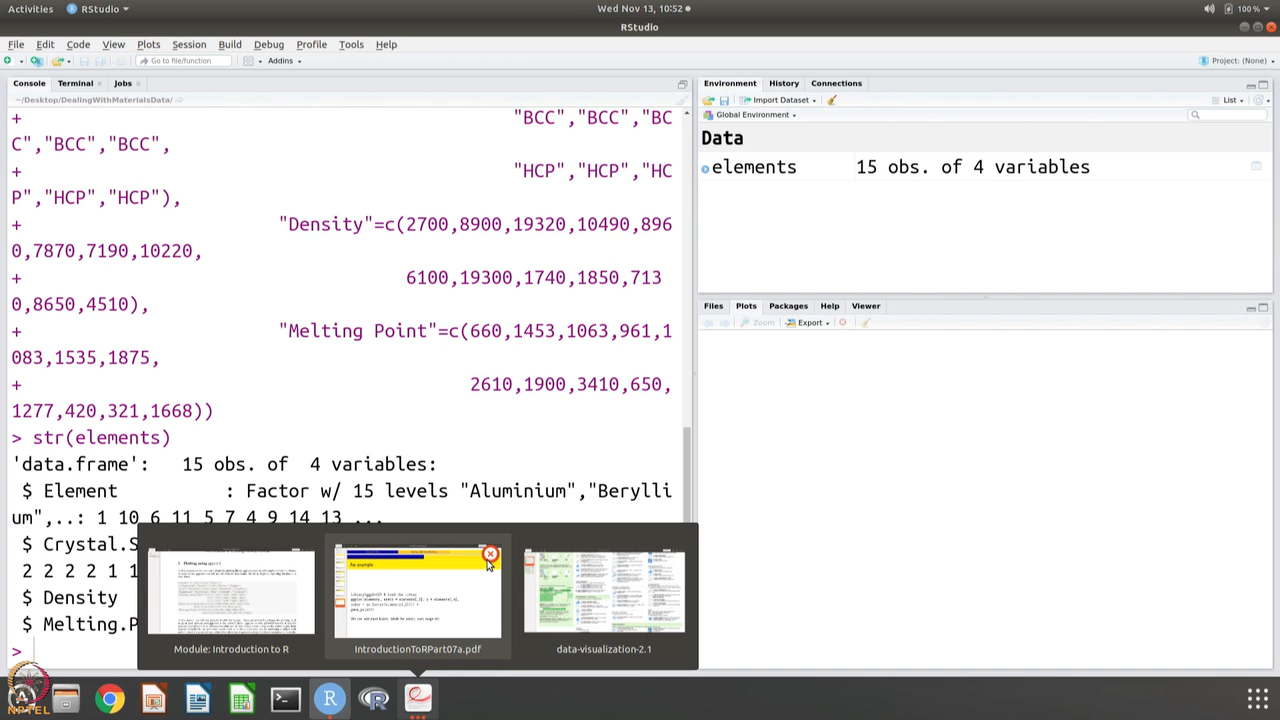 Activities RStudio Wed Nov 13, 10:52 100 %
RStudio
File Edit Code View Plots Session Build Debug Profile Tools Help
Go to file/function Addins Project: (None)
Console Terminal Jobs
~/Desktop/DealingWithMaterialsData/
+ "BCC","BCC","BC
C","BCC","BCC",
+ "HCP","HCP","HC
P","HCP","HCP"),
+ "Density"=c(2700,8900,19320,10490,896
0,7870,7190,10220,
+ 6100,19300,1740,1850,713
0,8650,4510),
+ "Melting Point"=c(660,1453,1063,961,1
083,1535,1875,
+ 2610,1900,3410,650,
1277,420,321,1668))
> str(elements)
'data.frame': 15 obs. of 4 variables:
$ Element : Factor w/ 15 levels "Aluminium","Berylli
um",..: 1 10 6 11 5 7 4 9 14 13 ...
$ Crystal.S
2 2 2 2 1 1
$ Density
$ Melting.P
>
Environment History Connections
Import Dataset List
Global Environment
Data
elements 15 obs. of 4 variables
Files Plots Packages Help Viewer
Zoom Export
An example
Module: Introduction to R IntroductionToRPart07a.pdf data-visualization-2.1
NPTEL